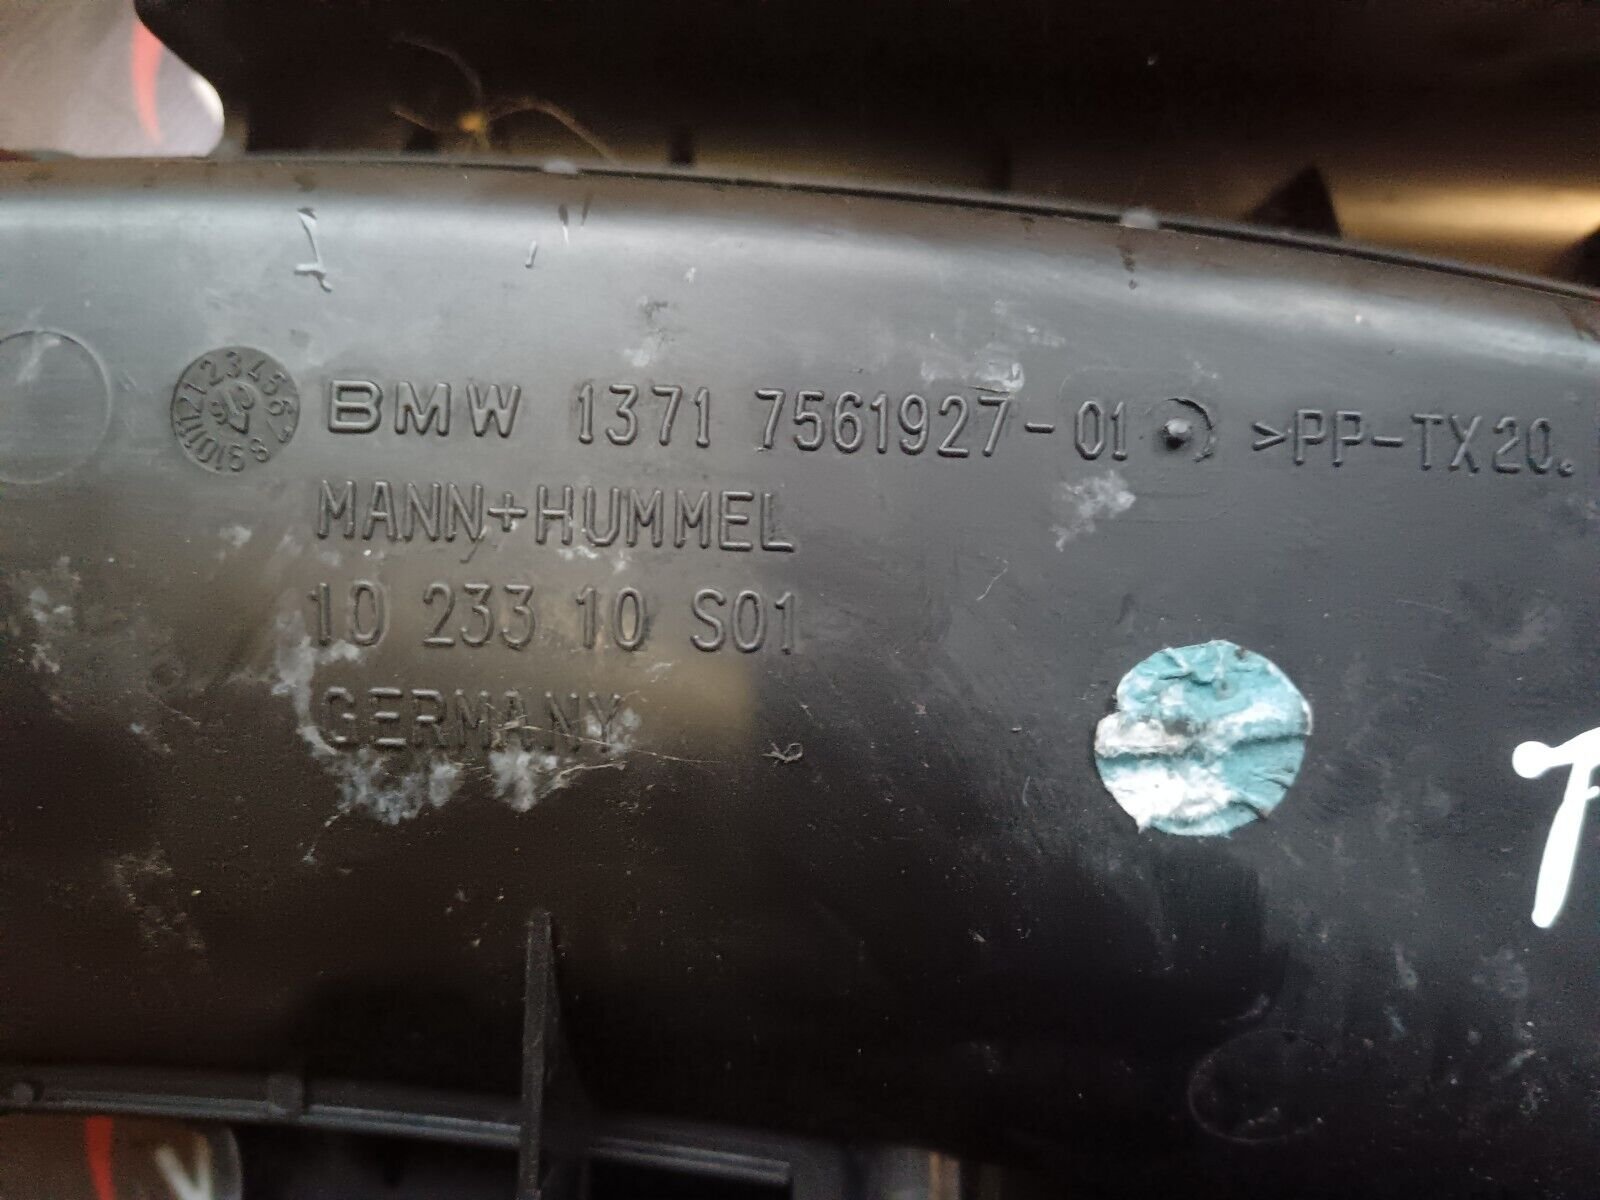 BMW 1371 7561927-01 >PP-TX20.
MANN+HUMMEL
10 233 10 S01
GERMANY